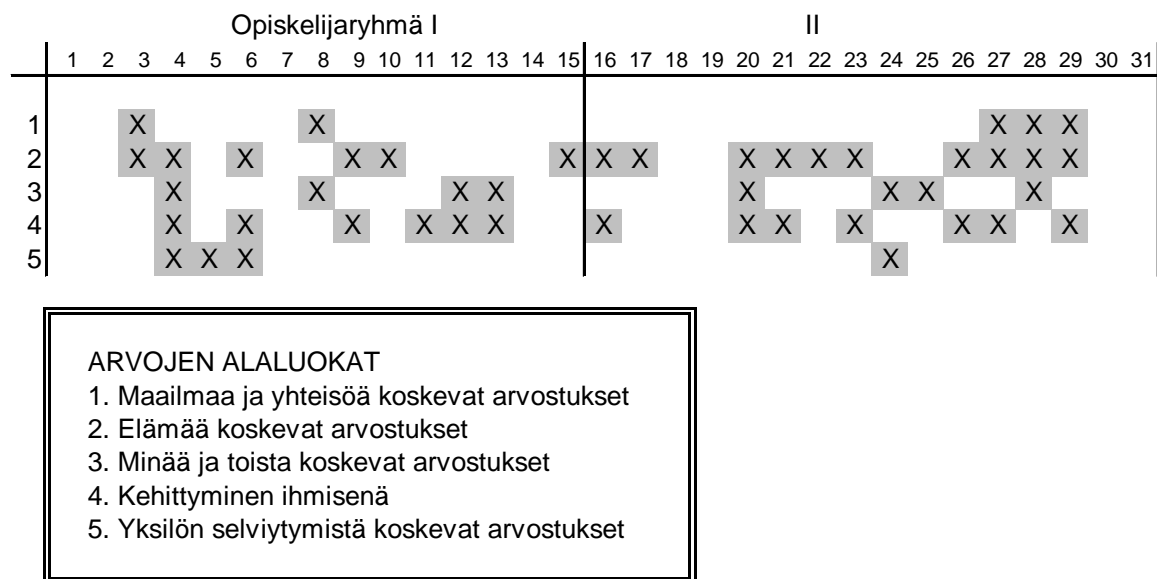 Opiskelijaryhmä I II
1 2 3 4 5 6 7 8 9 10 11 12 13 14 15 16 17 18 19 20 21 22 23 24 25 26 27 28 29 30 31
1 X X X X X
2 X X X X X X X X X X X X X X X X
3 X X X X X X X X
4 X X X X X X X X X X X X X
5 X X X X
ARVOJEN ALALUOKAT
1. Maailmaa ja yhteisöä koskevat arvostukset
2. Elämää koskevat arvostukset
3. Minää ja toista koskevat arvostukset
4. Kehittyminen ihmisenä
5. Yksilön selviytymistä koskevat arvostukset